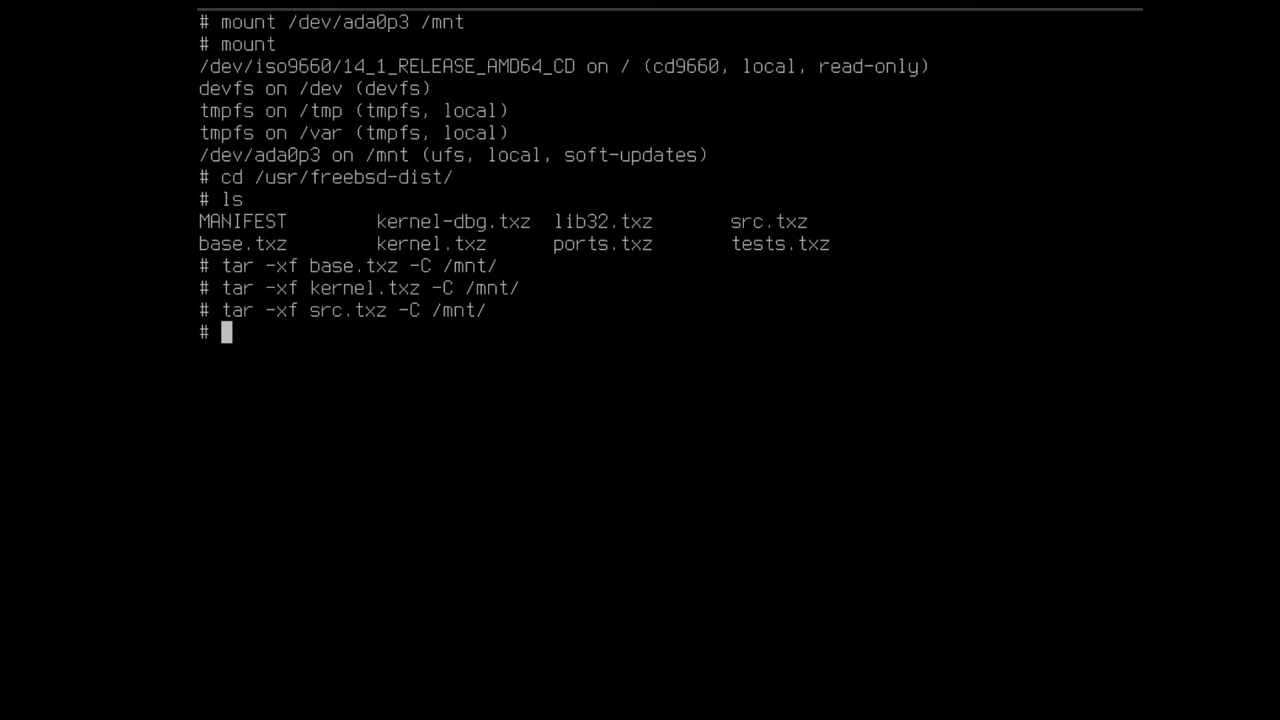 # mount /dev/ada0p3 /mnt
# mount
/dev/iso9660/14_1_RELEASE_AMD64_CD on / (cd9660, local, read-only)
devfs on /dev (devfs)
tmpfs on /tmp (tmpfs, local)
tmpfs on /var (tmpfs, local)
/dev/ada0p3 on /mnt (ufs, local, soft-updates)
# cd /usr/freebsd-dist/
# ls
MANIFEST        kernel-dbg.txz  lib32.txz       src.txz
base.txz        kernel.txz      ports.txz       tests.txz
# tar -xf base.txz -C /mnt/
# tar -xf kernel.txz -C /mnt/
# tar -xf src.txz -C /mnt/
#